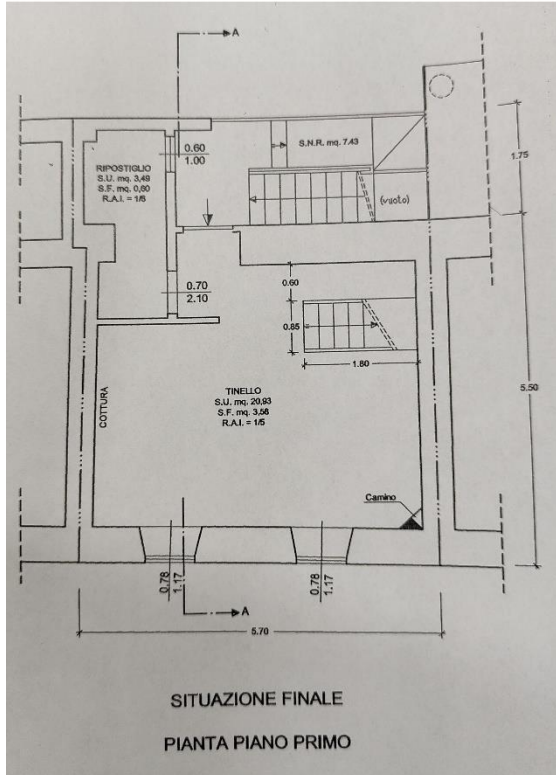 A
0.60
1.00
S.N.R. mq. 7.43
RIPOSTIGLIO
S.U. mq. 3,49
S.F. mq. 0,60
R.A.I. = 1/6
(vuoto)
1.75
0.70
2.10
0.60
0.85
1.80
5.50
TINELLO
S.U. mq. 20,93
S.F. mq. 3,56
R.A.I. = 1/5
COTTURA
Camino
0.78
1.17
0.78
1.17
A
5.70
SITUAZIONE FINALE
PIANTA PIANO PRIMO